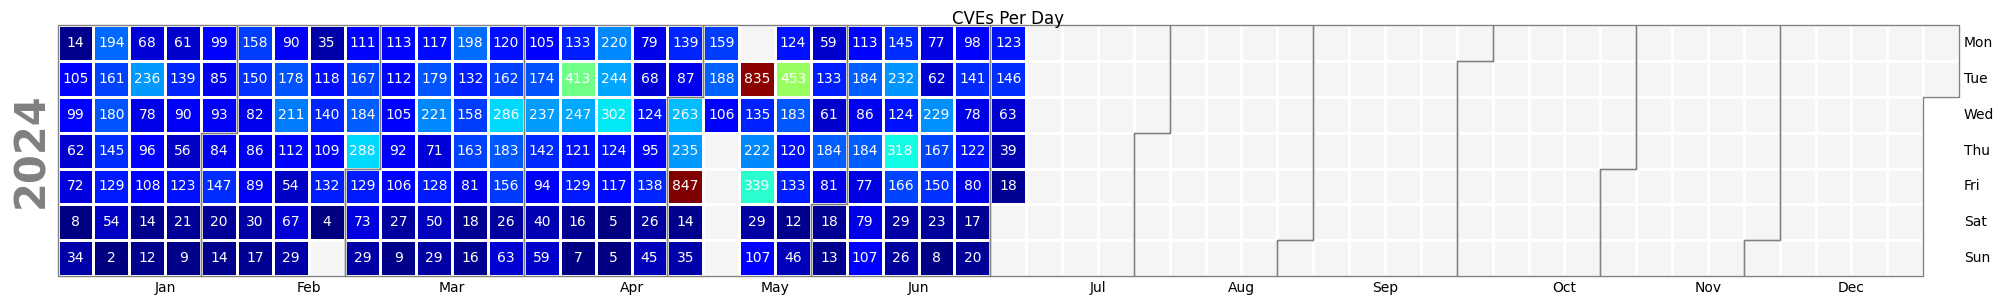 CVEs Per Day
14 194 68 61 99 158 90 35 111 113 117 198 120 105 133 220 79 139 159 124 59 113 145 77 98 123 Mon
105 161 236 139 85 150 178 118 167 112 179 132 162 174 413 244 68 87 188 835 453 133 184 232 62 141 146 Tue
99 180 78 90 93 82 211 140 184 105 221 158 286 237 247 302 124 263 106 135 183 61 86 124 229 78 63 Wed
62 145 96 56 84 86 112 109 288 92 71 163 183 142 121 124 95 235 222 120 184 184 318 167 122 39 Thu
72 129 108 123 147 89 54 132 129 106 128 81 156 94 129 117 138 847 339 133 81 77 166 150 80 18 Fri
8 54 14 21 20 30 67 4 73 27 50 18 26 40 16 5 26 14 29 12 18 79 29 23 17 Sat
34 2 12 9 14 17 29 29 9 29 16 63 59 7 5 45 35 107 46 13 107 26 8 20 Sun
2024
Jan Feb Mar Apr May Jun Jul Aug Sep Oct Nov Dec